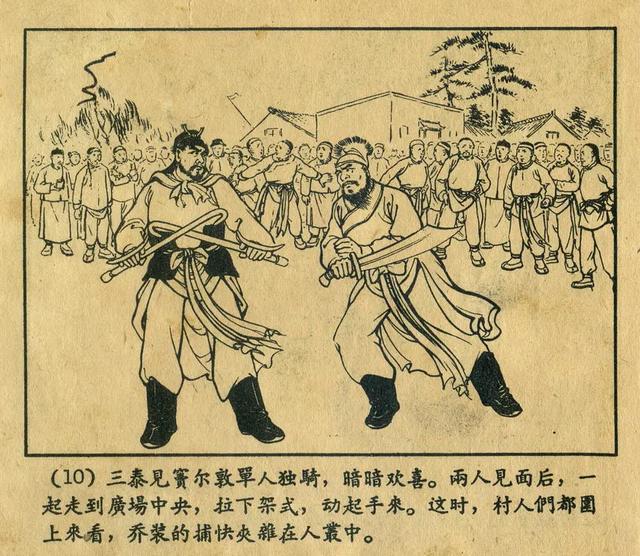 (10) 三泰見竇尔敦單人独騎，暗暗欢喜。兩人見面后，一
起走到廣場中央，拉下架式，动起手來。这时，村人們都圍
上來看，乔装的捕快夾雜在人叢中。